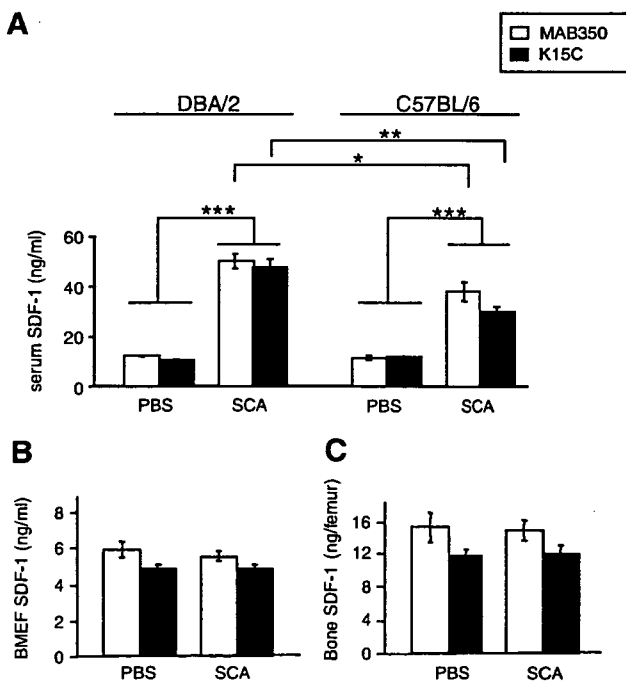 A
MAB350
K15C
DBA/2
C57BL/6
**
*
***
***
serum SDF-1 (ng/ml)
60
40
20
0
PBS
SCA
PBS
SCA
B
BMEF SDF-1 (ng/ml)
8
6
4
2
0
PBS
SCA
C
Bone SDF-1 (ng/femur)
16
12
8
4
0
PBS
SCA